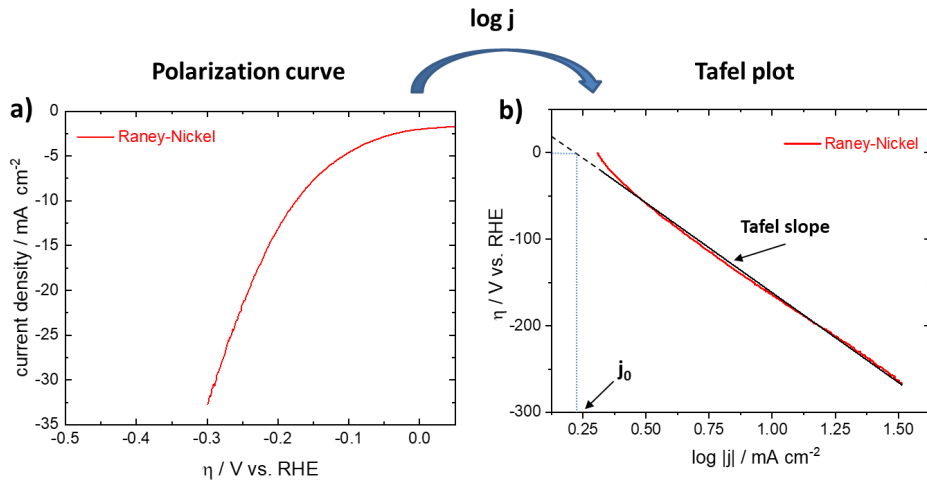 log j
Polarization curve
Tafel plot
a)
Raney-Nickel
0
-5
-10
-15
-20
-25
-30
-35
-0.5
-0.4
-0.3
-0.2
-0.1
0.0
current density / mA cm⁻²
η / V vs. RHE
b)
Raney-Nickel
Tafel slope
j₀
0
-100
-200
-300
0.25
0.50
0.75
1.00
1.25
1.50
η / V vs. RHE
log |j| / mA cm⁻²